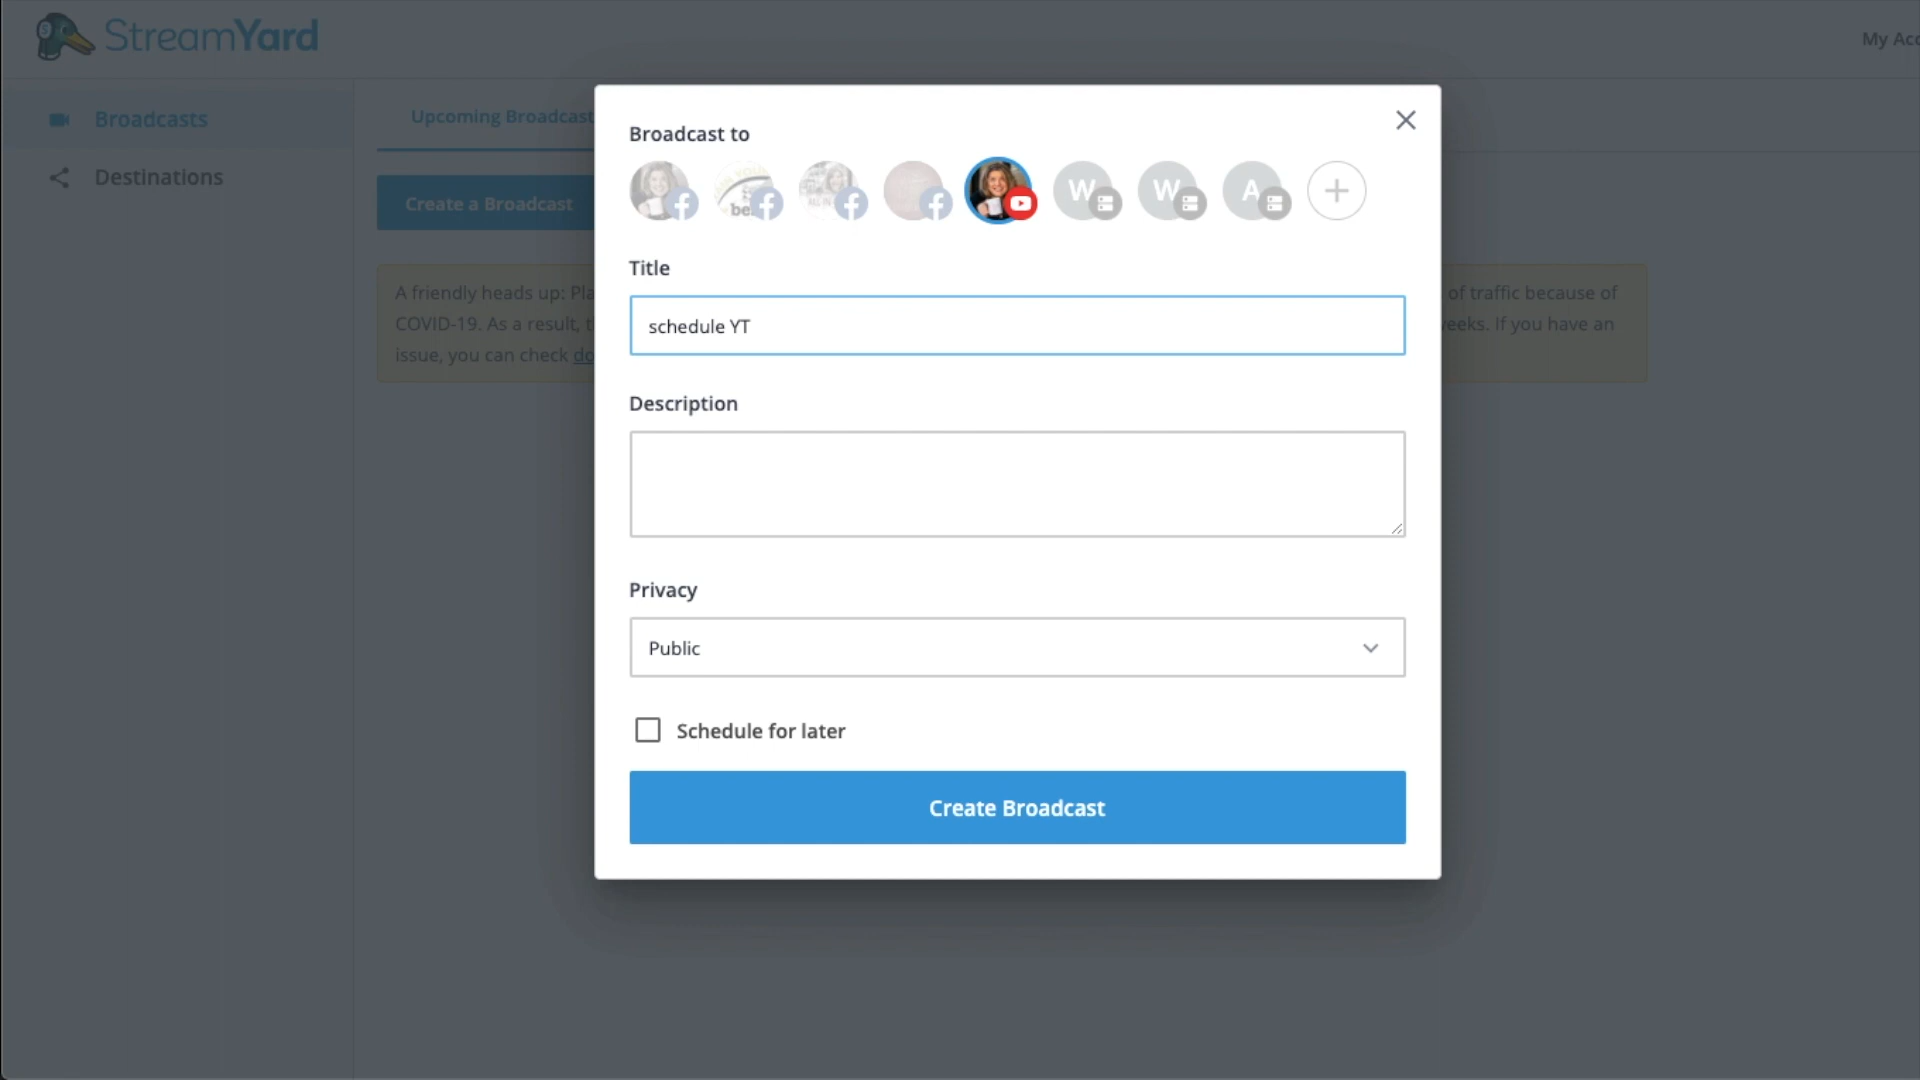 StreamYard
My Acc
Broadcasts
Destinations
Upcoming Broadcast
Create a Broadcast
A friendly heads up: Pla
of traffic because of
COVID-19. As a result, t
eeks. If you have an
issue, you can check do
Broadcast to
be
W
W
A
Title
schedule YT
Description
Privacy
Public
Schedule for later
Create Broadcast